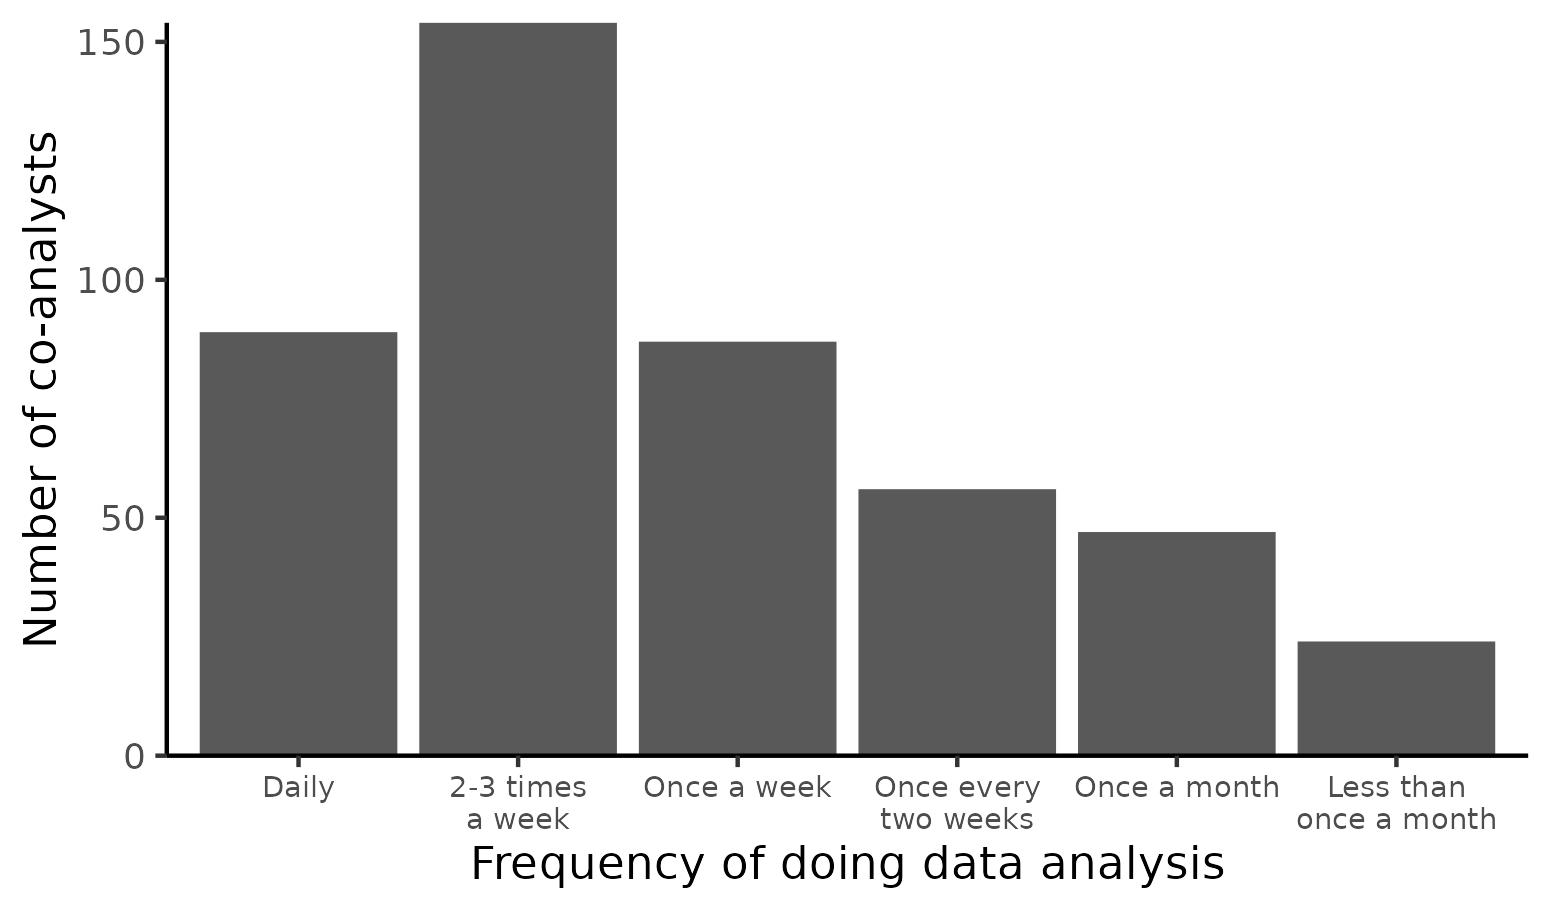 Number of co-analysts
150
100
50
0
Daily
2-3 times
a week
Once a week
Once every
two weeks
Once a month
Less than
once a month
Frequency of doing data analysis